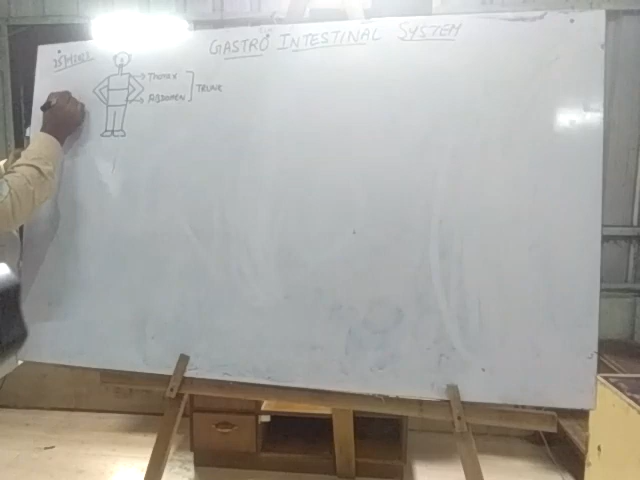 GASTRO INTESTINAL SYSTEM
THORAX
ABDOMEN
TRUNK